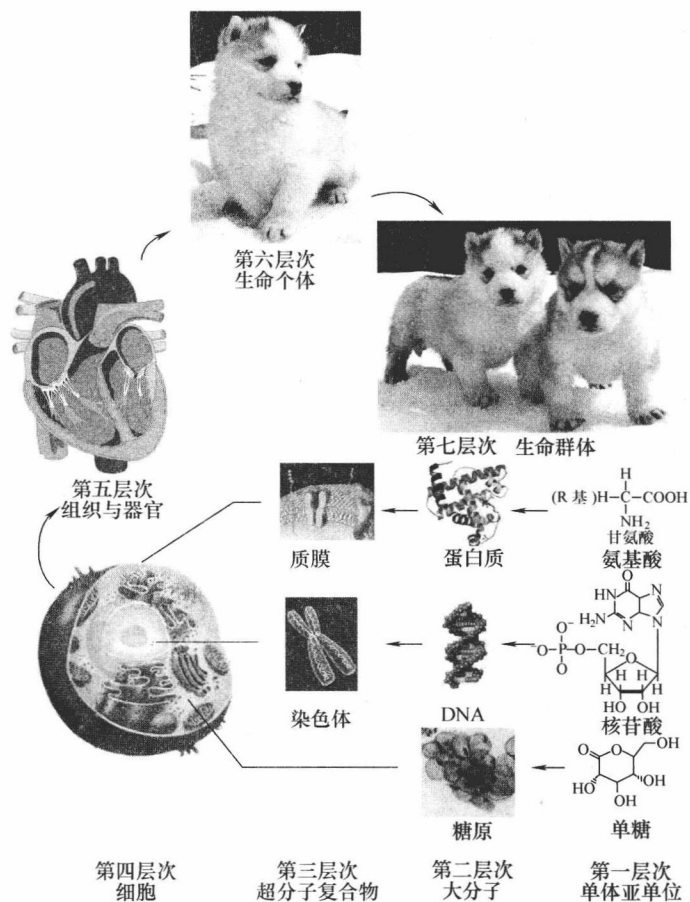 第六层次
生命个体
第七层次 生命群体
第五层次
组织与器官
质膜
蛋白质
(R基)H—C—COOH
H
NH₂
甘氨酸
氨基酸
染色体
DNA
O
HN
N
H₂N
N
N
O⁻
⁻O—P—O—CH₂
O
O
H
H
H
H
OH
OH
核苷酸
糖原
OH
O
O
HO
OH
OH
单糖
第四层次
细胞
第三层次
超分子复合物
第二层次
大分子
第一层次
单体亚单位